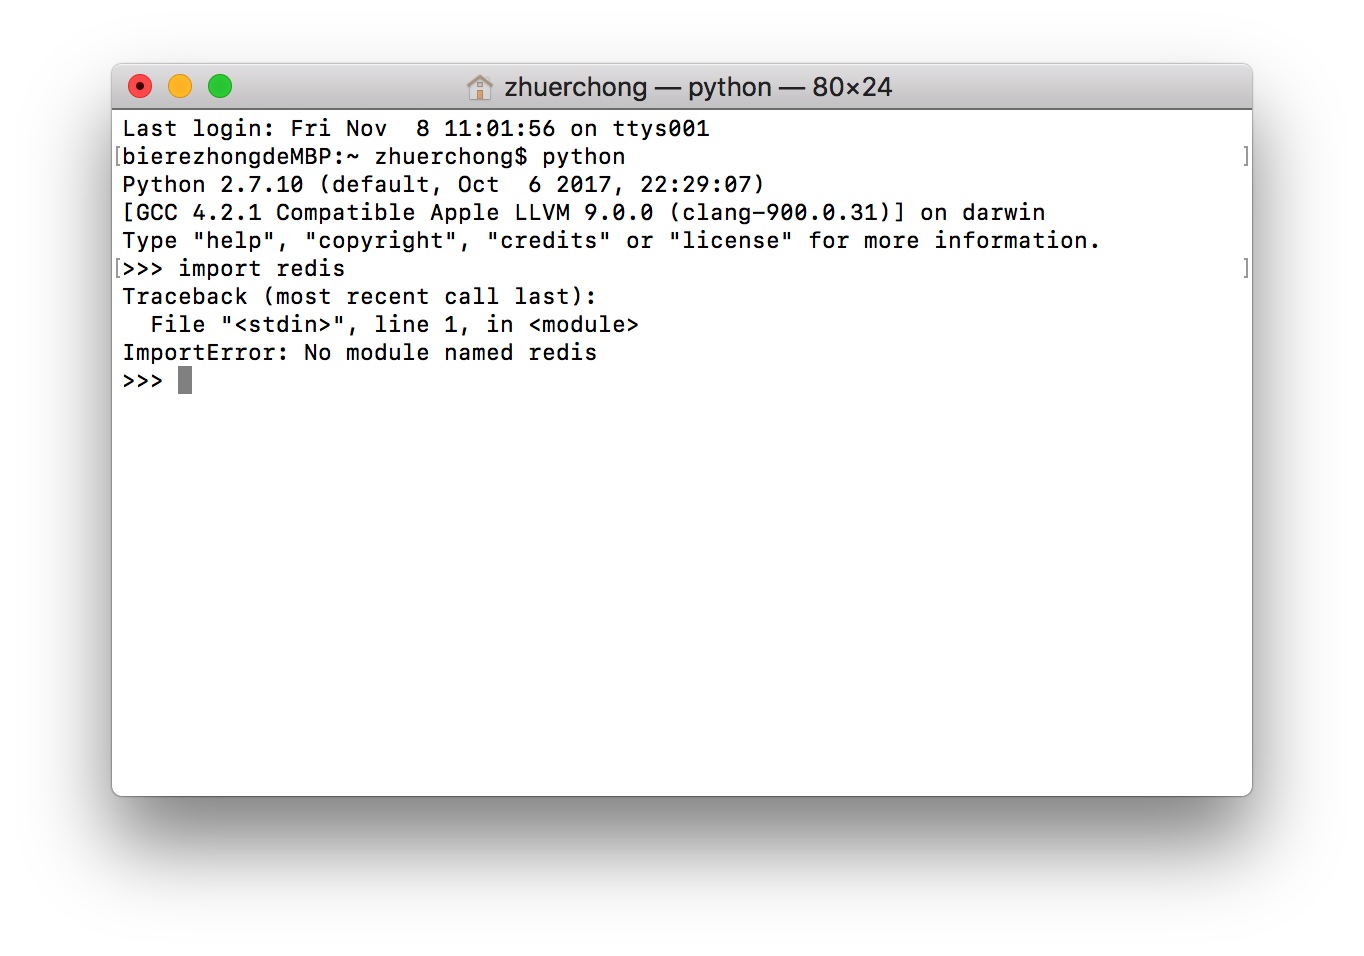 zhuerchong — python — 80×24
Last login: Fri Nov  8 11:01:56 on ttys001
[bierezhongdeMBP:~ zhuerchong$ python ]
Python 2.7.10 (default, Oct  6 2017, 22:29:07)
[GCC 4.2.1 Compatible Apple LLVM 9.0.0 (clang-900.0.31)] on darwin
Type "help", "copyright", "credits" or "license" for more information.
[>>> import redis ]
Traceback (most recent call last):
  File "<stdin>", line 1, in <module>
ImportError: No module named redis
>>>